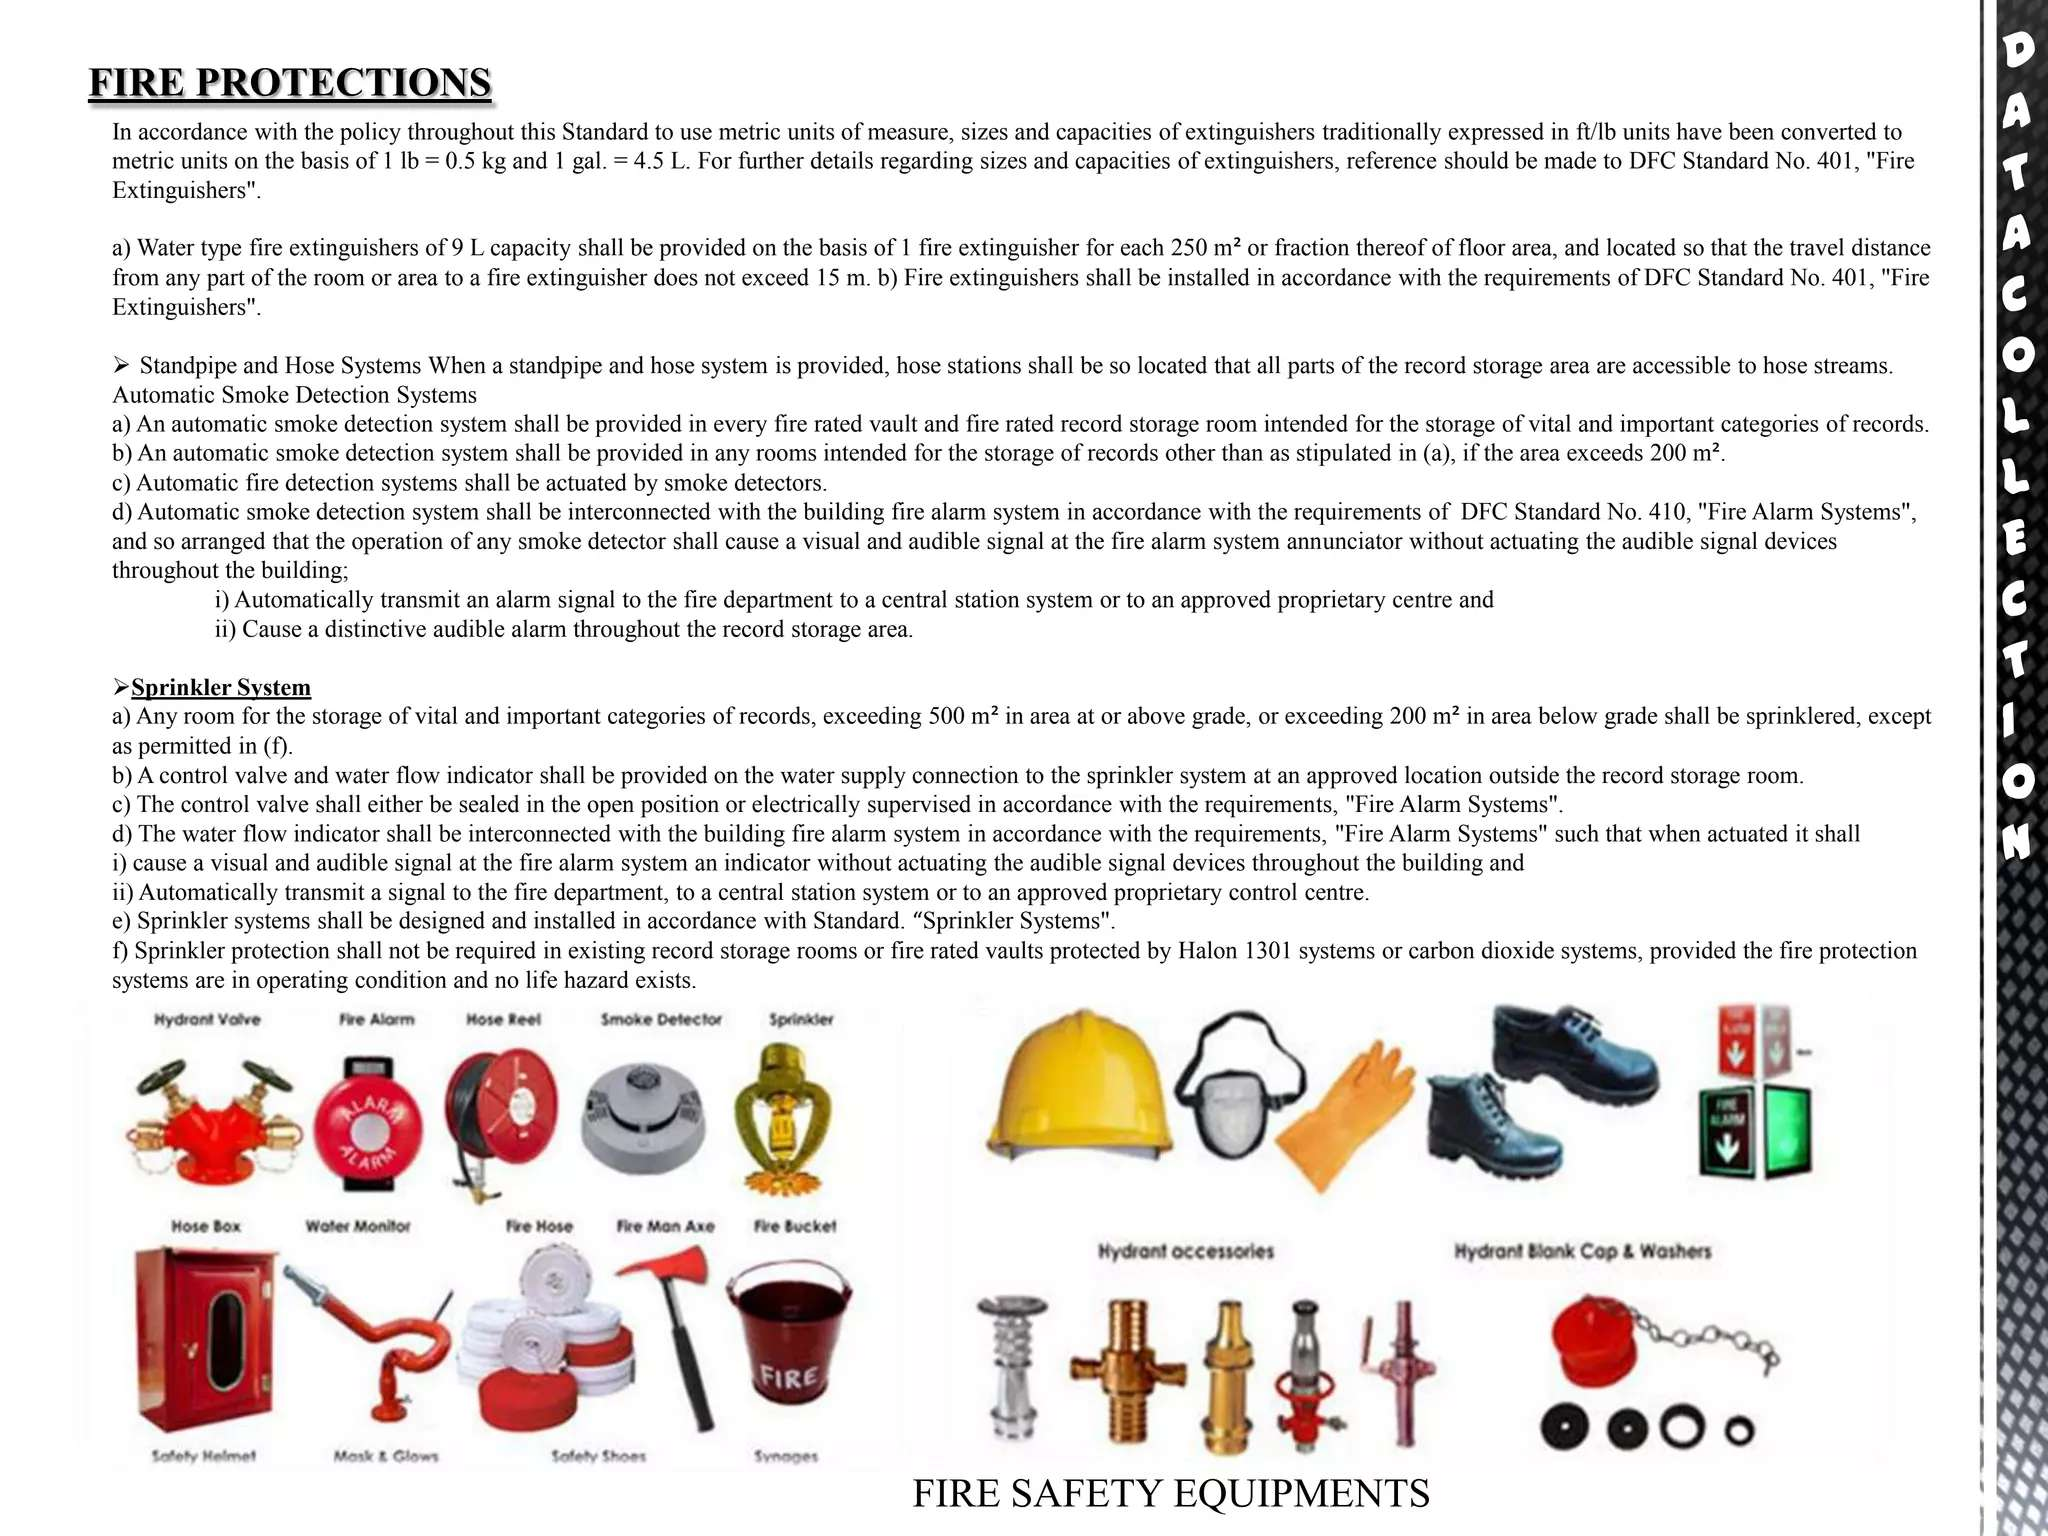 FIRE PROTECTIONS
In accordance with the policy throughout this Standard to use metric units of measure, sizes and capacities of extinguishers traditionally expressed in ft/lb units have been converted to
metric units on the basis of 1 lb = 0.5 kg and 1 gal. = 4.5 L. For further details regarding sizes and capacities of extinguishers, reference should be made to DFC Standard No. 401, "Fire
Extinguishers".
a) Water type fire extinguishers of 9 L capacity shall be provided on the basis of 1 fire extinguisher for each 250 m² or fraction thereof of floor area, and located so that the travel distance
from any part of the room or area to a fire extinguisher does not exceed 15 m. b) Fire extinguishers shall be installed in accordance with the requirements of DFC Standard No. 401, "Fire
Extinguishers".
➢ Standpipe and Hose Systems When a standpipe and hose system is provided, hose stations shall be so located that all parts of the record storage area are accessible to hose streams.
Automatic Smoke Detection Systems
a) An automatic smoke detection system shall be provided in every fire rated vault and fire rated record storage room intended for the storage of vital and important categories of records.
b) An automatic smoke detection system shall be provided in any rooms intended for the storage of records other than as stipulated in (a), if the area exceeds 200 m².
c) Automatic fire detection systems shall be actuated by smoke detectors.
d) Automatic smoke detection system shall be interconnected with the building fire alarm system in accordance with the requirements of DFC Standard No. 410, "Fire Alarm Systems",
and so arranged that the operation of any smoke detector shall cause a visual and audible signal at the fire alarm system annunciator without actuating the audible signal devices
throughout the building;
i) Automatically transmit an alarm signal to the fire department to a central station system or to an approved proprietary centre and
ii) Cause a distinctive audible alarm throughout the record storage area.
➢Sprinkler System
a) Any room for the storage of vital and important categories of records, exceeding 500 m² in area at or above grade, or exceeding 200 m² in area below grade shall be sprinklered, except
as permitted in (f).
b) A control valve and water flow indicator shall be provided on the water supply connection to the sprinkler system at an approved location outside the record storage room.
c) The control valve shall either be sealed in the open position or electrically supervised in accordance with the requirements, "Fire Alarm Systems".
d) The water flow indicator shall be interconnected with the building fire alarm system in accordance with the requirements, "Fire Alarm Systems" such that when actuated it shall
i) cause a visual and audible signal at the fire alarm system an indicator without actuating the audible signal devices throughout the building and
ii) Automatically transmit a signal to the fire department, to a central station system or to an approved proprietary control centre.
e) Sprinkler systems shall be designed and installed in accordance with Standard. “Sprinkler Systems".
f) Sprinkler protection shall not be required in existing record storage rooms or fire rated vaults protected by Halon 1301 systems or carbon dioxide systems, provided the fire protection
systems are in operating condition and no life hazard exists.
Hydrant Valve Fire Alarm Hose Reel Smoke Detector Sprinkler
ALARM
ALARM
Hose Box Water Monitor Fire Hose Fire Man Axe Fire Bucket
FIRE
Safety Helmet Mask & Glows Safety Shoes Synages
FIRE
ALARM
Hydrant accessories Hydrant Blank Cap & Washers
FIRE SAFETY EQUIPMENTS
DATACOLLECTION